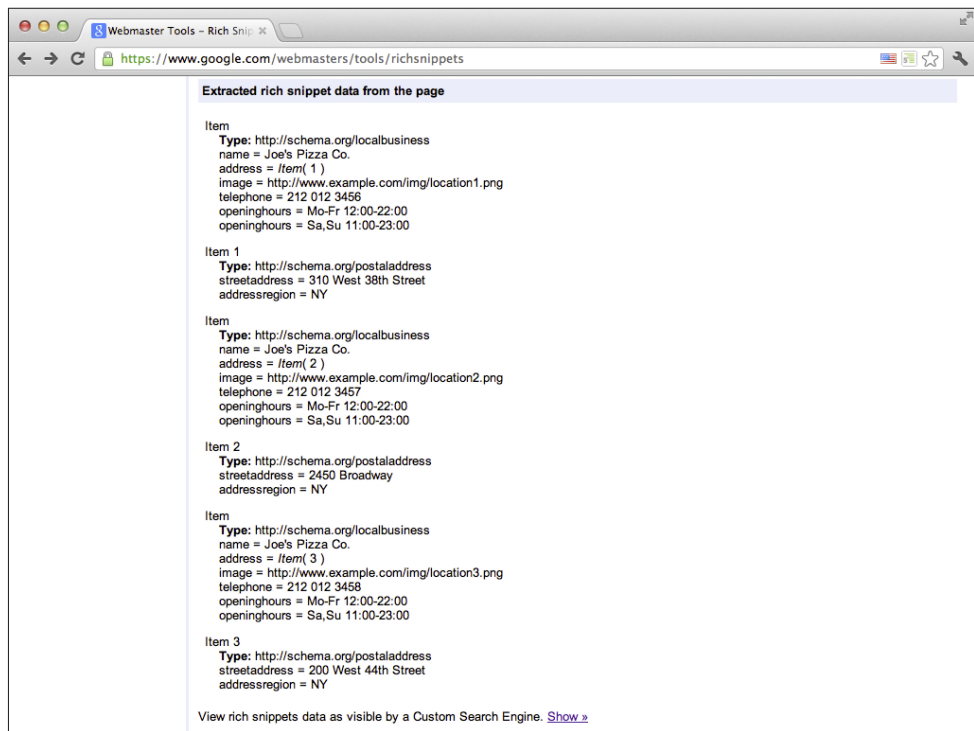 Webmaster Tools - Rich Snip
https://www.google.com/webmasters/tools/richsnippets
Extracted rich snippet data from the page
Item
Type: http://schema.org/localbusiness
name = Joe's Pizza Co.
address = Item( 1 )
image = http://www.example.com/img/location1.png
telephone = 212 012 3456
openinghours = Mo-Fr 12:00-22:00
openinghours = Sa,Su 11:00-23:00
Item 1
Type: http://schema.org/postaladdress
streetaddress = 310 West 38th Street
addressregion = NY
Item
Type: http://schema.org/localbusiness
name = Joe's Pizza Co.
address = Item( 2 )
image = http://www.example.com/img/location2.png
telephone = 212 012 3457
openinghours = Mo-Fr 12:00-22:00
openinghours = Sa,Su 11:00-23:00
Item 2
Type: http://schema.org/postaladdress
streetaddress = 2450 Broadway
addressregion = NY
Item
Type: http://schema.org/localbusiness
name = Joe's Pizza Co.
address = Item( 3 )
image = http://www.example.com/img/location3.png
telephone = 212 012 3458
openinghours = Mo-Fr 12:00-22:00
openinghours = Sa,Su 11:00-23:00
Item 3
Type: http://schema.org/postaladdress
streetaddress = 200 West 44th Street
addressregion = NY
View rich snippets data as visible by a Custom Search Engine. Show »